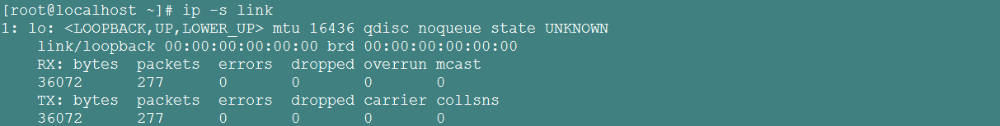 [root@localhost ~]# ip -s link
1: lo: <LOOPBACK,UP,LOWER_UP> mtu 16436 qdisc noqueue state UNKNOWN
    link/loopback 00:00:00:00:00:00 brd 00:00:00:00:00:00
    RX: bytes  packets  errors  dropped overrun mcast
    36072      277      0       0       0       0
    TX: bytes  packets  errors  dropped carrier collsns
    36072      277      0       0       0       0